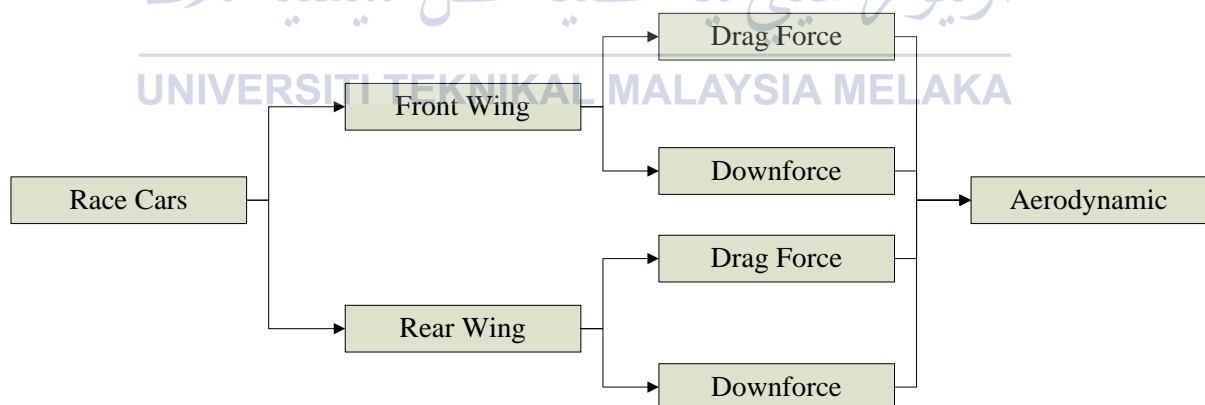 Drag Force
UNIVERSITI TEKNIKAL MALAYSIA MELAKA
Front Wing
Downforce
Race Cars
Aerodynamic
Drag Force
Rear Wing
Downforce